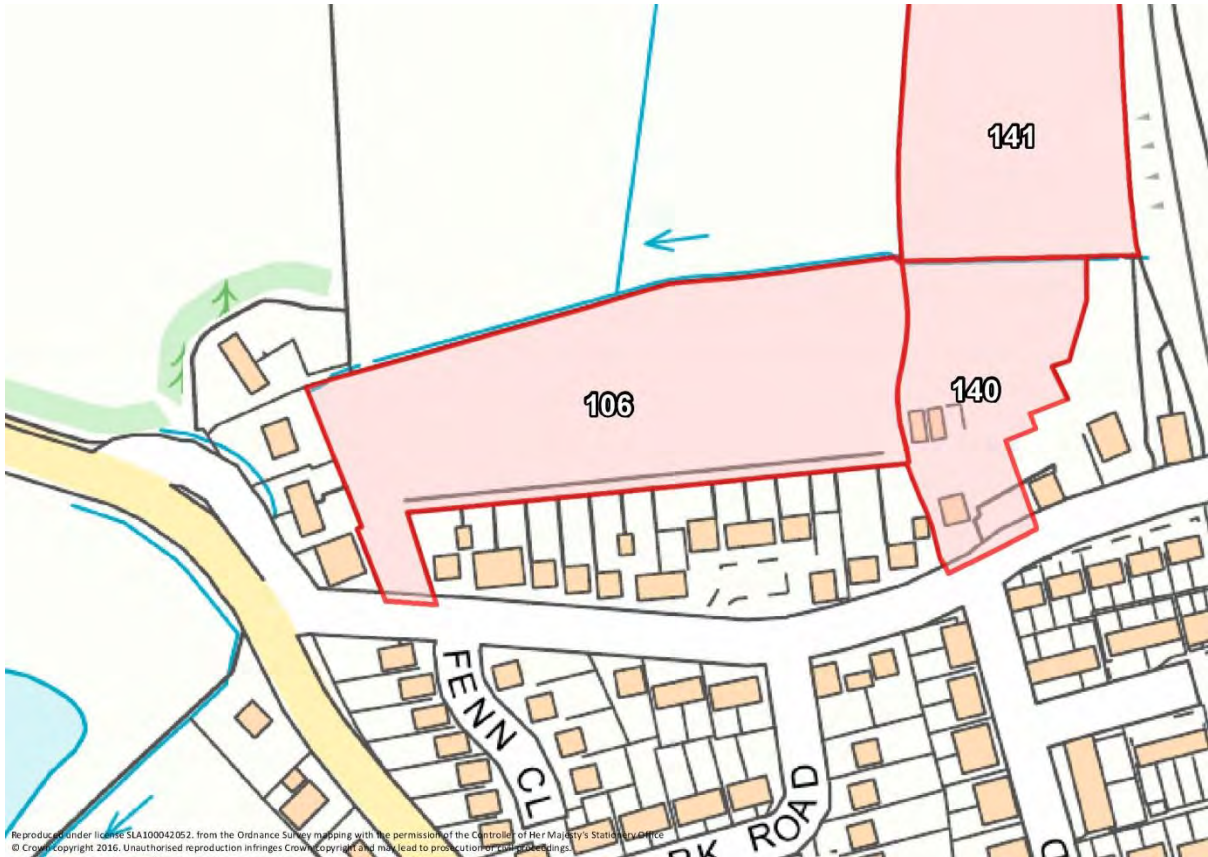 141
140
106
FENN CL
ROAD
Reproduced under license SLA100042052. from the Ordnance Survey mapping with the permission of the Controller of Her Majesty's Stationery Office
© Crown copyright 2016. Unauthorised reproduction infringes Crown copyright and may lead to prosecution or civil proceedings.